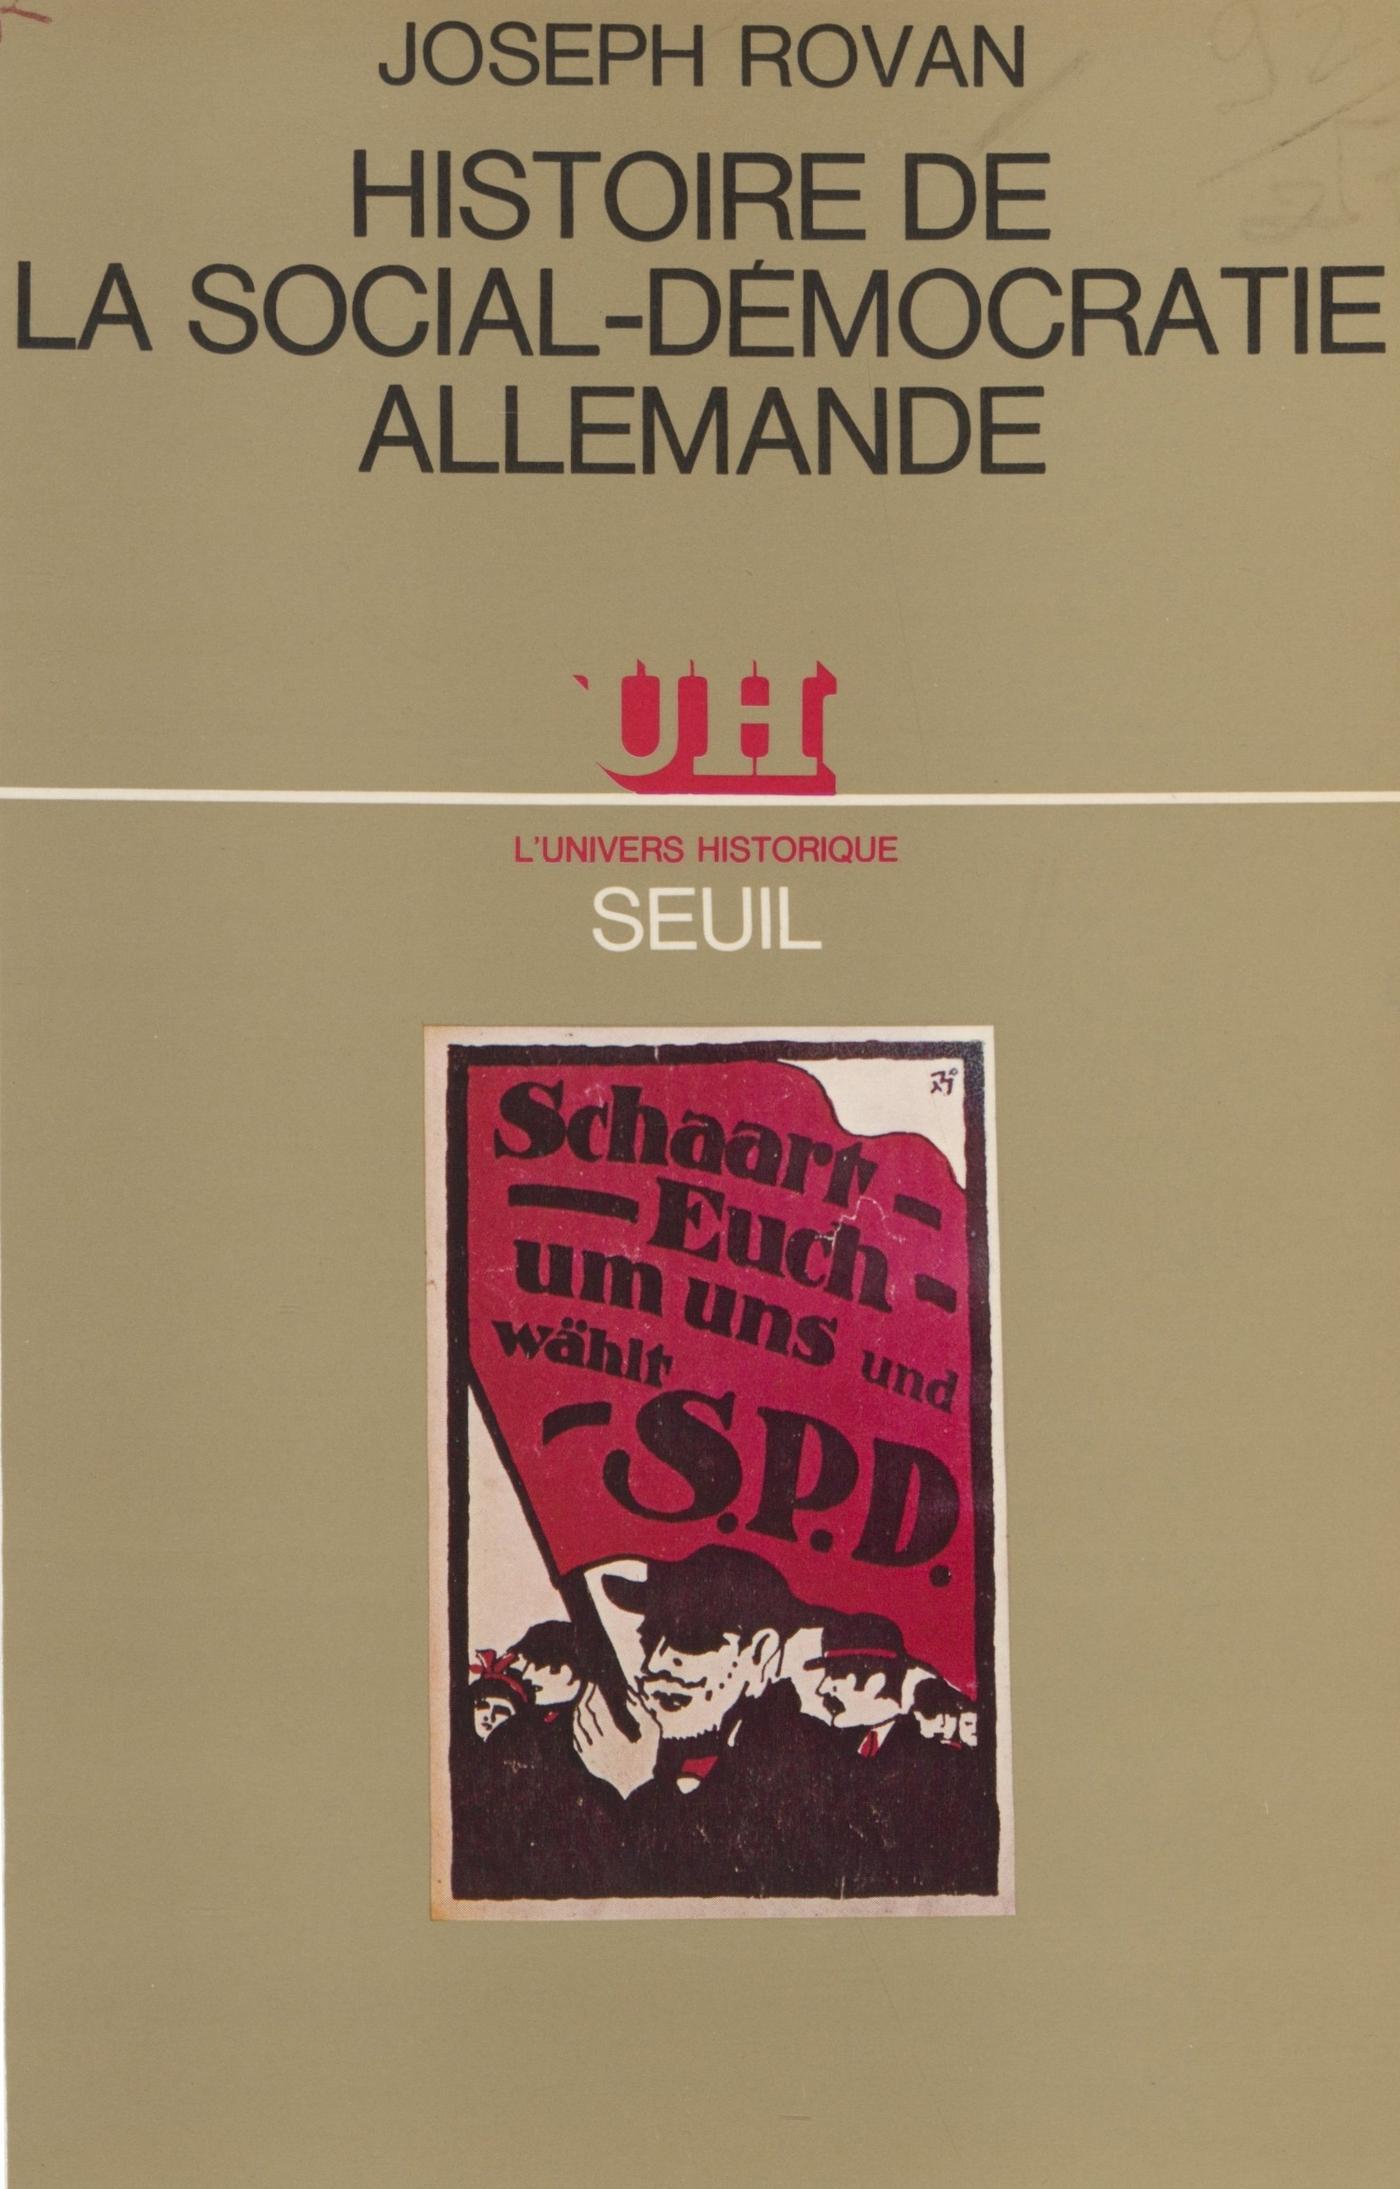 JOSEPH ROVAN
HISTOIRE DE
LA SOCIAL-DÉMOCRATIE
ALLEMANDE
UH
L'UNIVERS HISTORIQUE
SEUIL
Schaart -
- Euch -
um uns und
wählt
- S.P.D.